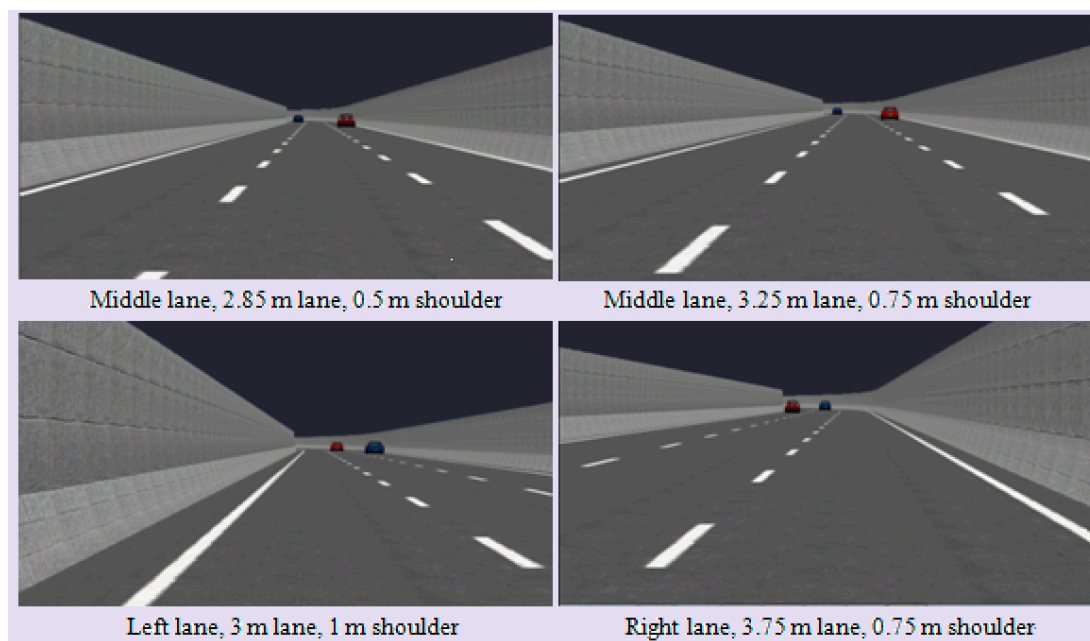 Middle lane, 2.85 m lane, 0.5 m shoulder
Middle lane, 3.25 m lane, 0.75 m shoulder
Left lane, 3 m lane, 1 m shoulder
Right lane, 3.75 m lane, 0.75 m shoulder